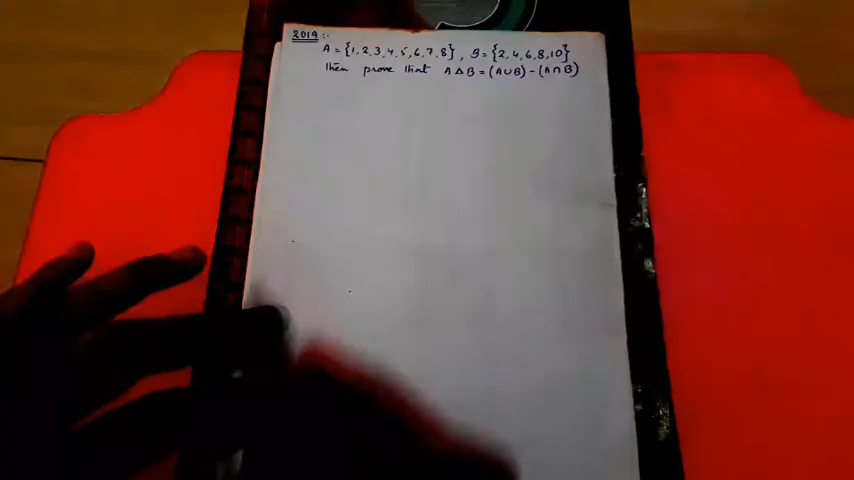 2019 :-
A = {1,2,3,4,5,6,7,8}, B = {2,4,6,8,10}
then prove that A Δ B = (A∪B) - (A∩B)